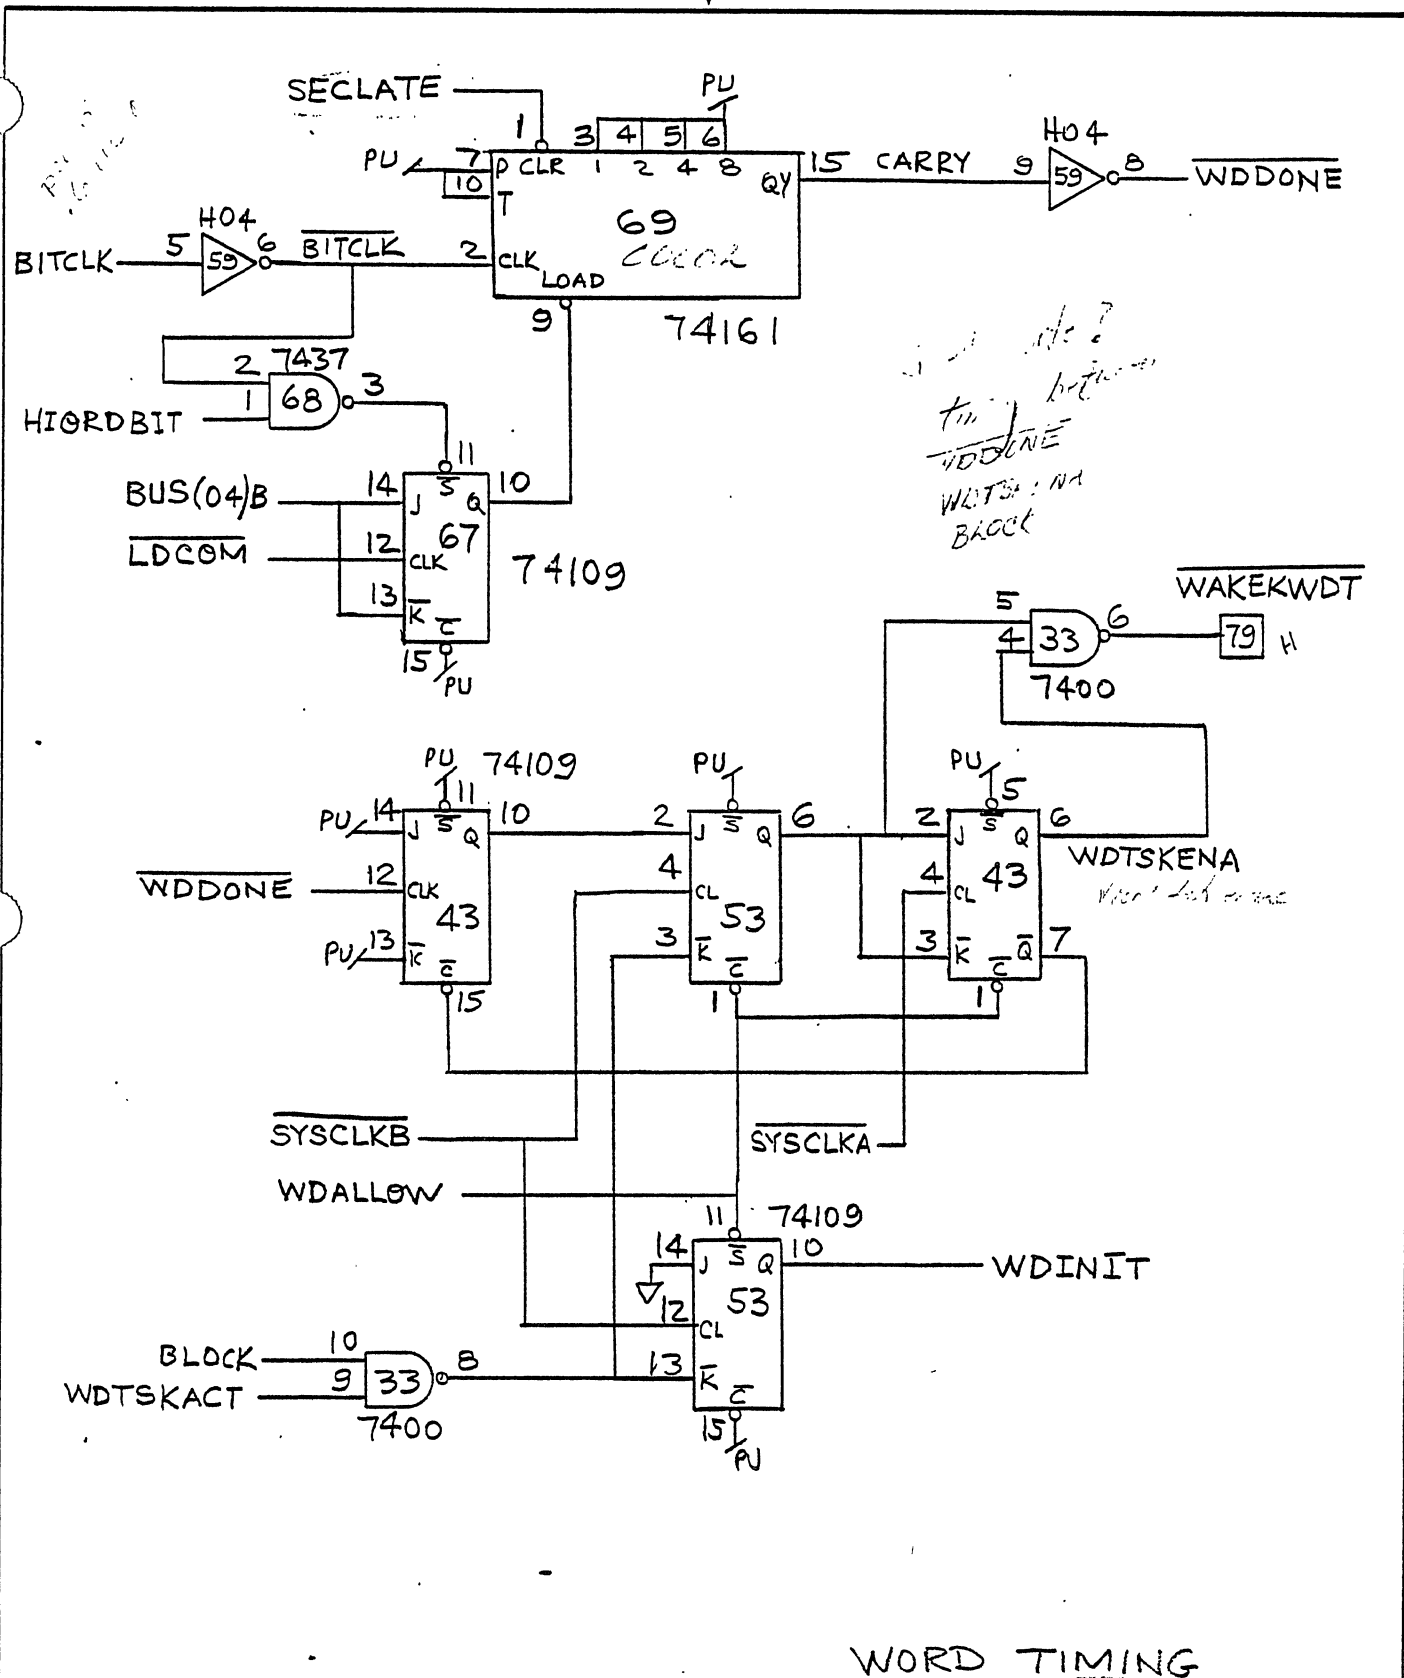 SECLATE
PU
1 3 4 5 6
PU 7 P CLR 1 2 4 8 QY 15 CARRY 9 H04 59 8 WDDONE
10 T
69
COLOR
BITCLK 5 H04 59 6 BITCLK 2 CLK
LOAD
9 74161
2 7437
HIORDBIT 1 68 3
11
BUS(04)B 14 J S Q 10
LDCOM 12 CLK 67 74109
13 K C
15 PU
between
WDDONE
BLOCK
WAKEKWDT
5 4 33 6 79 H
7400
PU 74109 PU PU
11 5
PU 14 J S Q 10 2 J S Q 6 2 J S Q 6
WDTSKENA
WDDONE 12 CLK 43 4 CL 53 4 CL 43
PU 13 K C 3 K C 3 K C Q 7
15 1 1
SYSCLKB SYSCLKA
WDALLOW
11 74109
14 J S Q 10 WDINIT
53
12 CL
BLOCK 10
WDTSKACT 9 33 8 13 K C
7400 15 PU
WORD TIMING